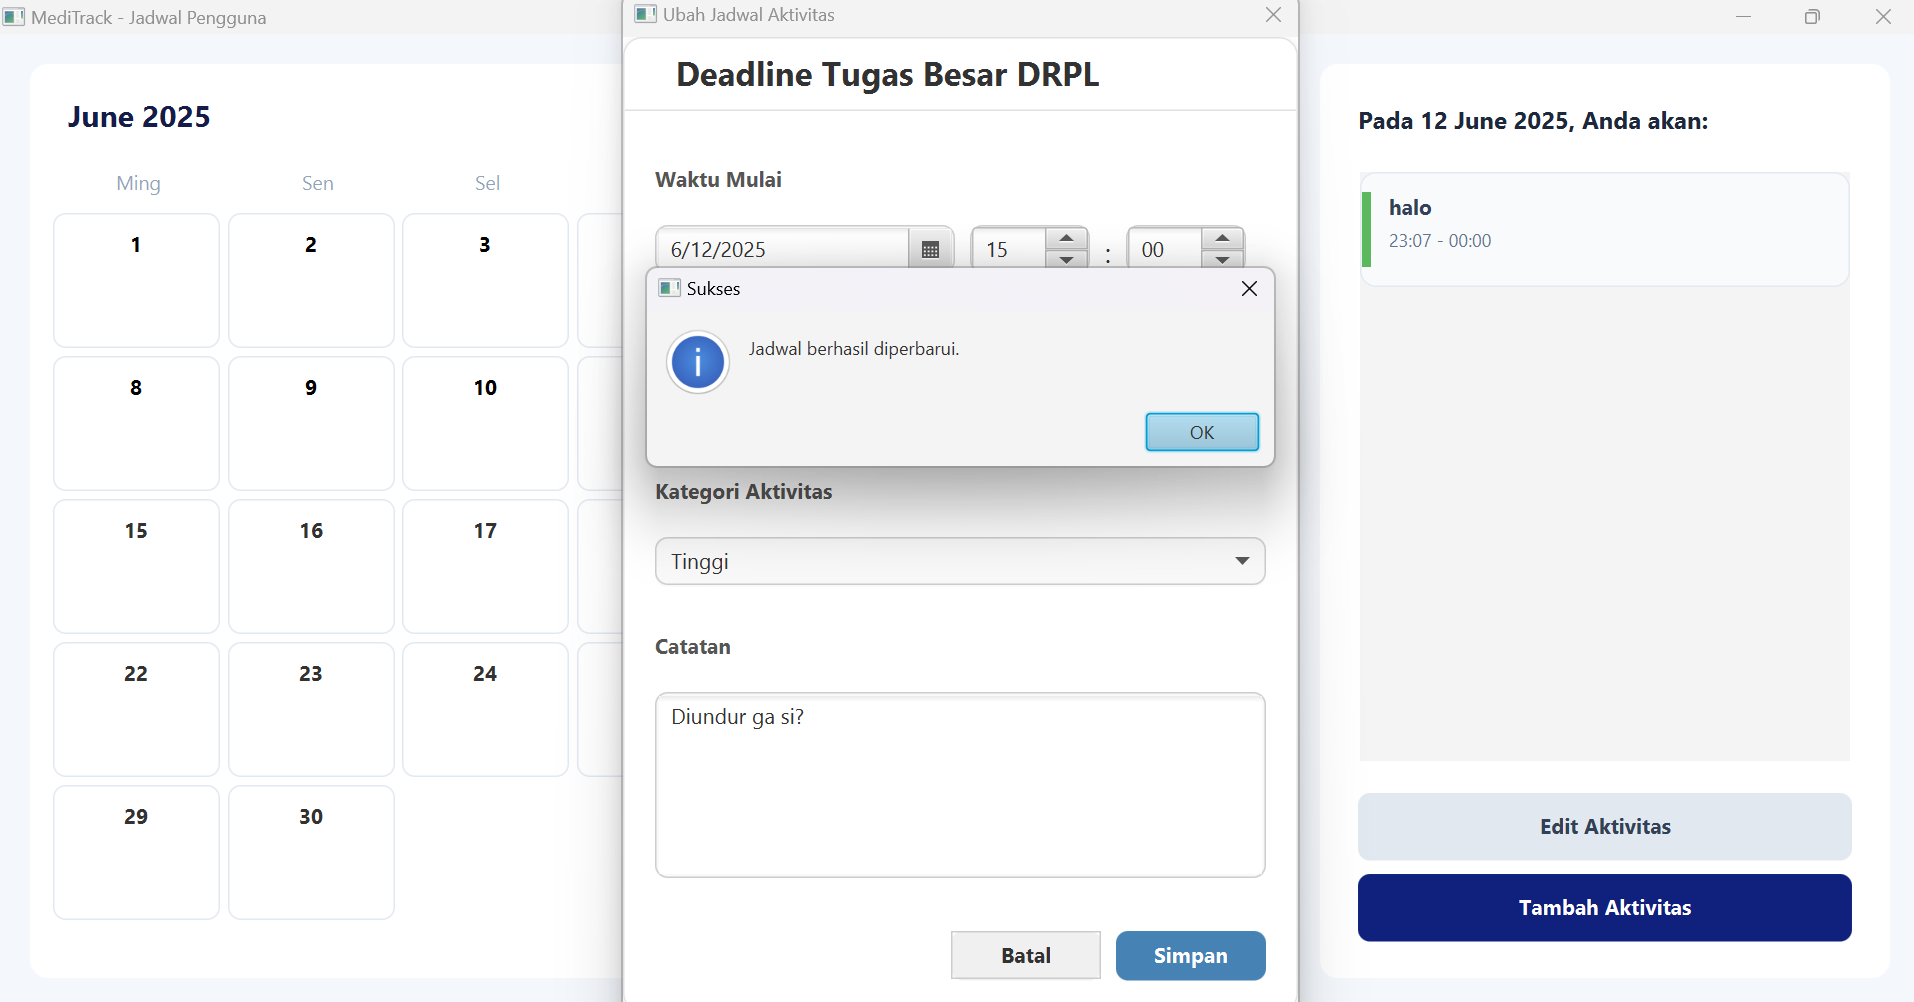 MediTrack - Jadwal Pengguna
June 2025
Ming Sen Sel
1 2 3
8 9 10
15 16 17
22 23 24
29 30
Ubah Jadwal Aktivitas
Deadline Tugas Besar DRPL
Waktu Mulai
6/12/2025 15 : 00
Sukses
Jadwal berhasil diperbarui.
OK
Kategori Aktivitas
Tinggi
Catatan
Diundur ga si?
Batal Simpan
Pada 12 June 2025, Anda akan:
halo
23:07 - 00:00
Edit Aktivitas
Tambah Aktivitas